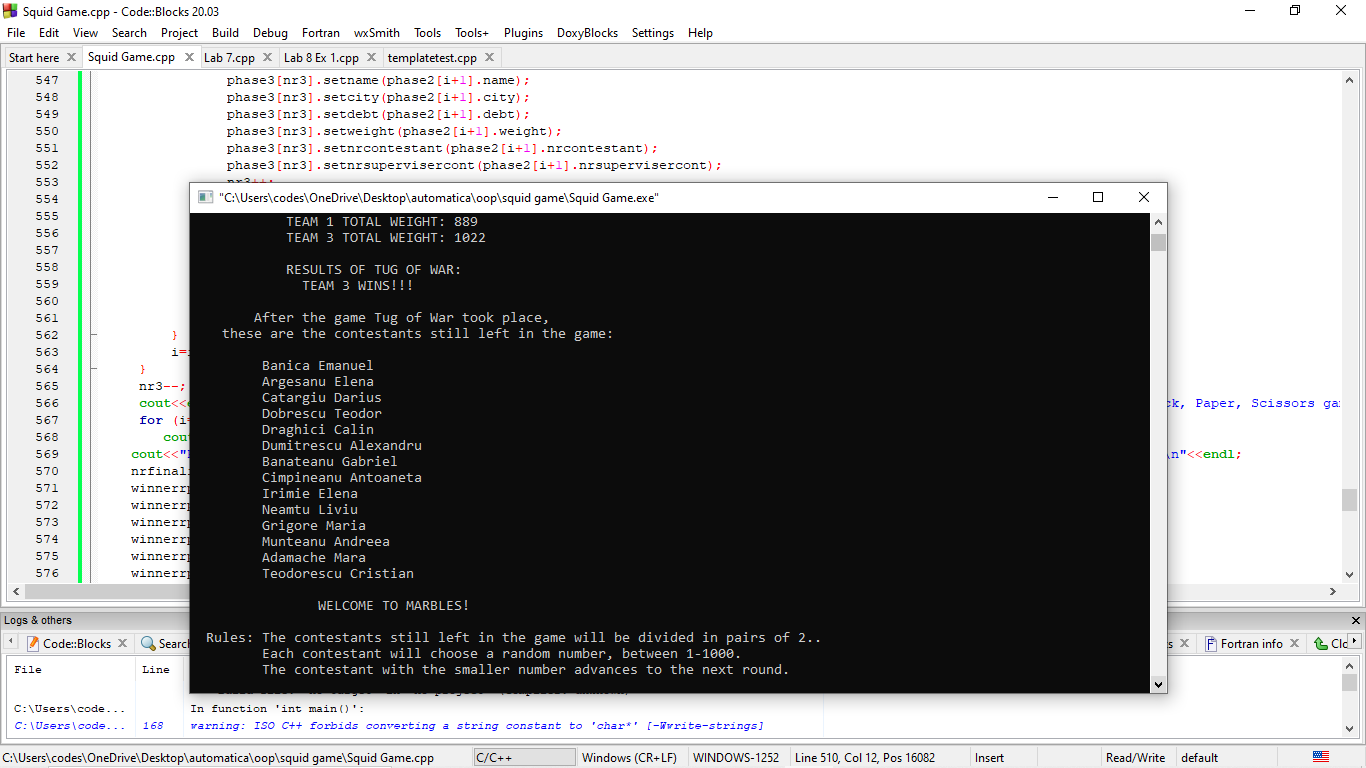 Squid Game.cpp - Code::Blocks 20.03
File Edit View Search Project Build Debug Fortran wxSmith Tools Tools+ Plugins DoxyBlocks Settings Help
Start here Squid Game.cpp Lab 7.cpp Lab 8 Ex 1.cpp templatetest.cpp
547 phase3[nr3].setname(phase2[i+1].name);
548 phase3[nr3].setcity(phase2[i+1].city);
549 phase3[nr3].setdebt(phase2[i+1].debt);
550 phase3[nr3].setweight(phase2[i+1].weight);
551 phase3[nr3].setnrcontestant(phase2[i+1].nrcontestant);
552 phase3[nr3].setnrsupervisercont(phase2[i+1].nrsupervisercont);
553 nr3++;
554
555
556
557
558
559
560
561
562 }
563 i=
564 }
565 nr3--;
566 cout<< ck, Paper, Scissors ga
567 for (i=
568 cou
569 cout<<" \n"<<endl;
570 nrfinal
571 winnerr
572 winnerr
573 winnerr
574 winnerr
575 winnerr
576 winnerr
"C:\Users\codes\OneDrive\Desktop\automatica\oop\squid game\Squid Game.exe"
TEAM 1 TOTAL WEIGHT: 889
TEAM 3 TOTAL WEIGHT: 1022
RESULTS OF TUG OF WAR:
TEAM 3 WINS!!!
After the game Tug of War took place,
these are the contestants still left in the game:
Banica Emanuel
Argesanu Elena
Catargiu Darius
Dobrescu Teodor
Draghici Calin
Dumitrescu Alexandru
Banateanu Gabriel
Cimpineanu Antoaneta
Irimie Elena
Neamtu Liviu
Grigore Maria
Munteanu Andreea
Adamache Mara
Teodorescu Cristian
WELCOME TO MARBLES!
Rules: The contestants still left in the game will be divided in pairs of 2..
Each contestant will choose a random number, between 1-1000.
The contestant with the smaller number advances to the next round.
Logs & others
Code::Blocks Searc s Fortran info Clo
File Line
C:\Users\code... In function 'int main()':
C:\Users\code... 168 warning: ISO C++ forbids converting a string constant to 'char*' [-Wwrite-strings]
C:\Users\codes\OneDrive\Desktop\automatica\oop\squid game\Squid Game.cpp C/C++ Windows (CR+LF) WINDOWS-1252 Line 510, Col 12, Pos 16082 Insert Read/Write default